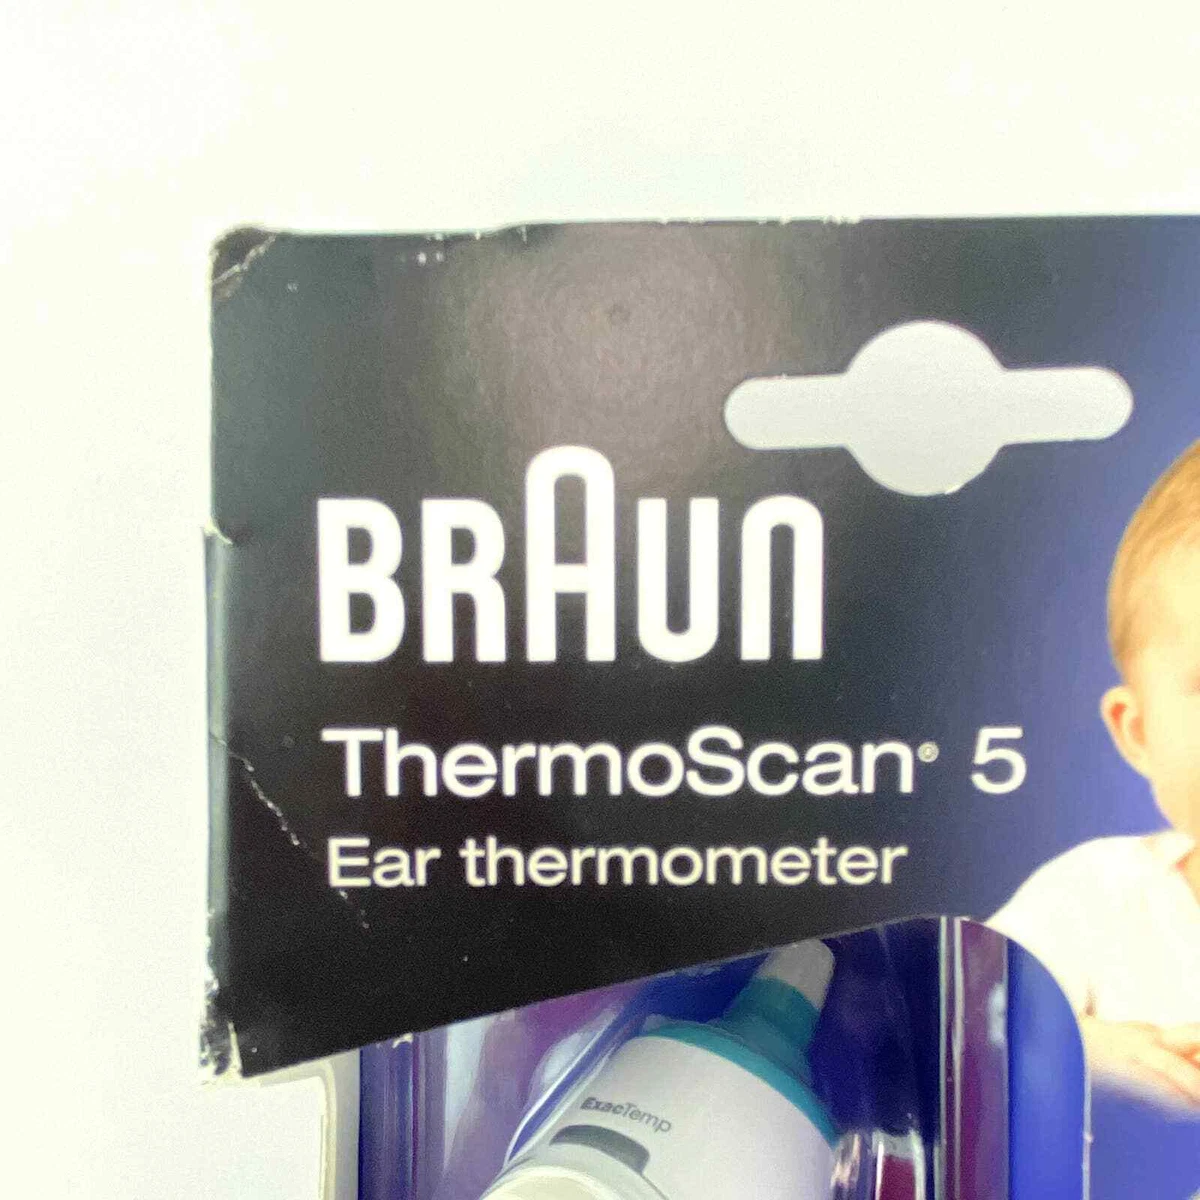 BRAUN
ThermoScan® 5
Ear thermometer
ExacTemp